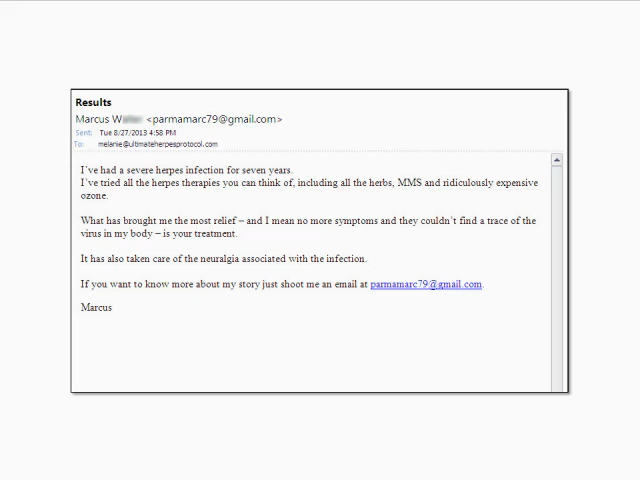 Results
Marcus W <parmamarc79@gmail.com>
Sent: Tue 8/27/2013 4:58 PM
To: melanie@ultimateherpesprotocol.com
I've had a severe herpes infection for seven years.
I've tried all the herpes therapies you can think of, including all the herbs, MMS and ridiculously expensive
ozone.
What has brought me the most relief – and I mean no more symptoms and they couldn't find a trace of the
virus in my body – is your treatment.
It has also taken care of the neuralgia associated with the infection.
If you want to know more about my story just shoot me an email at parmamarc79@gmail.com.
Marcus